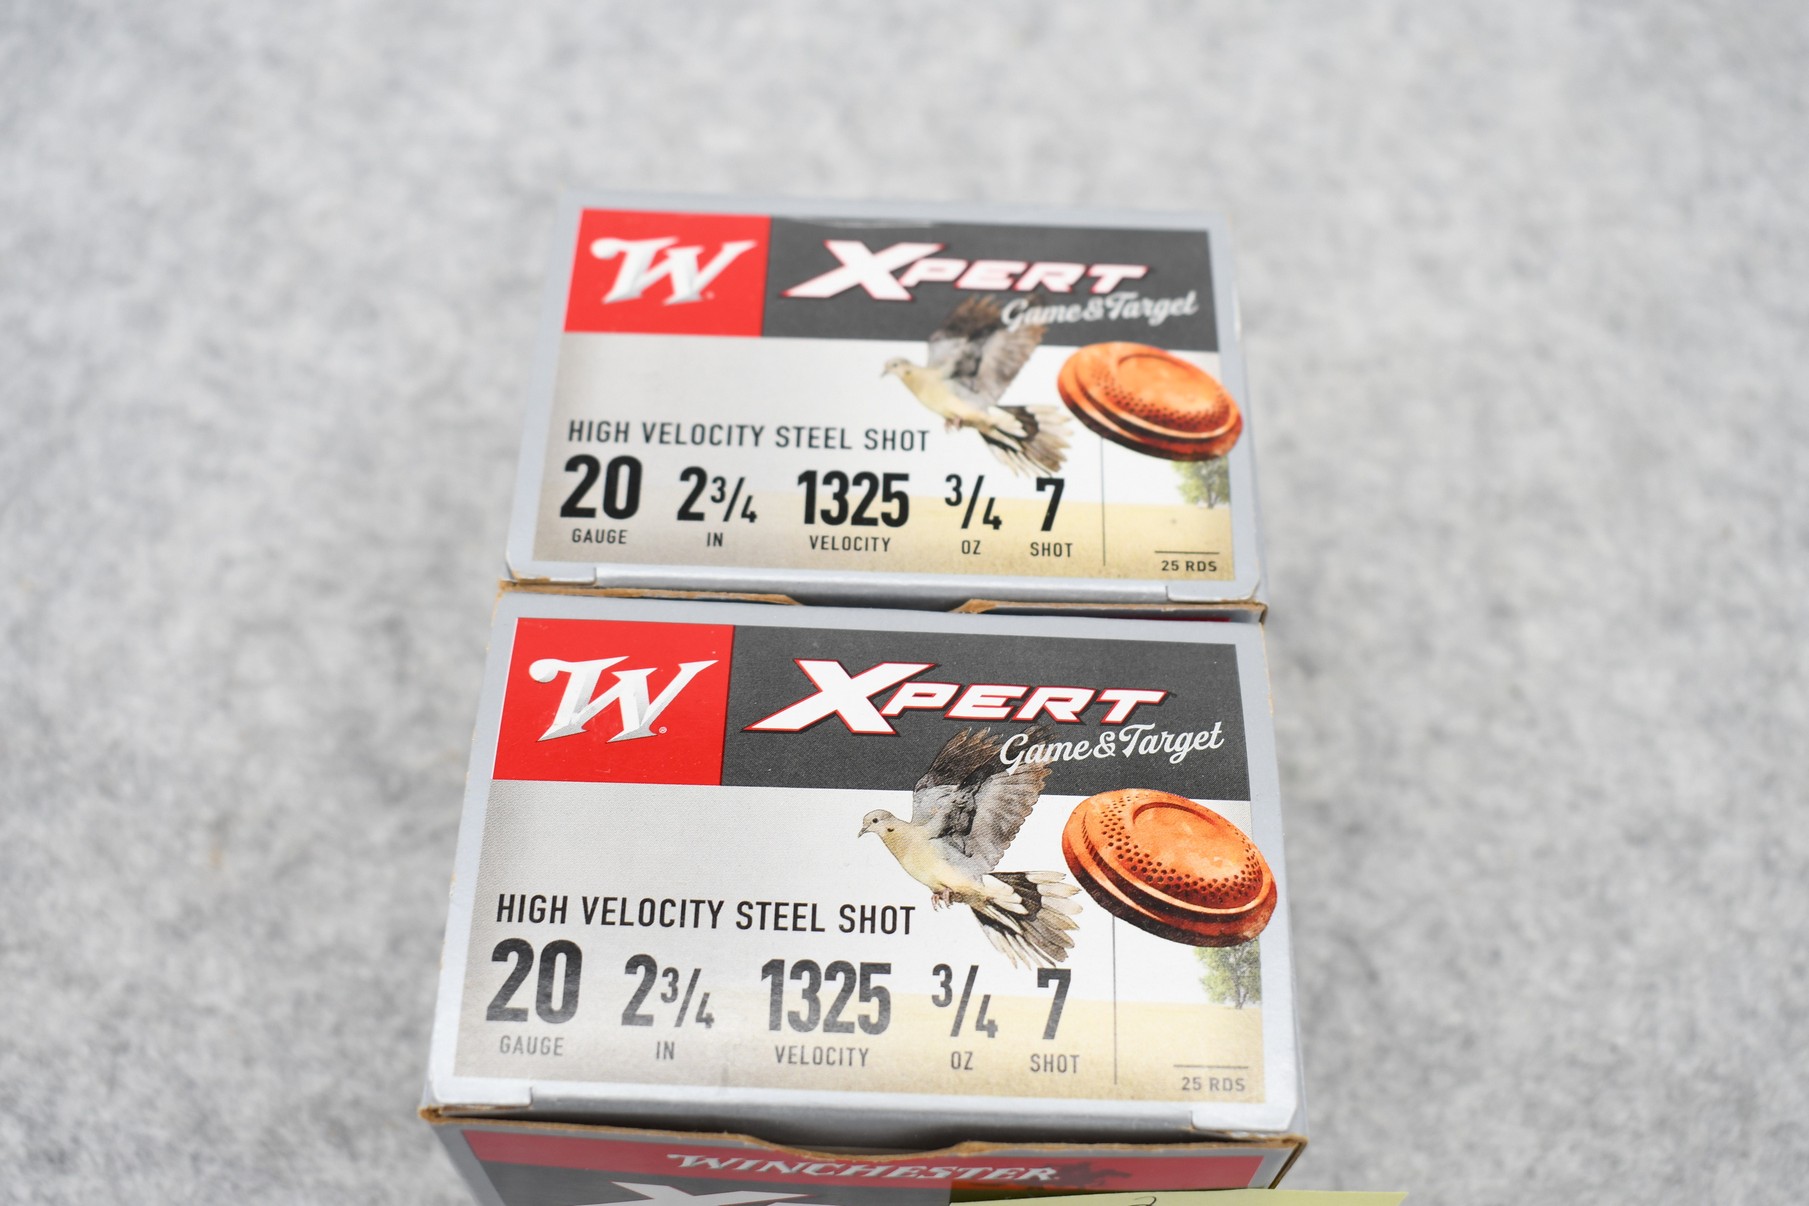 W
XPERT
Game & Target
HIGH VELOCITY STEEL SHOT
20 2 3/4 1325 3/4 7
GAUGE IN VELOCITY OZ SHOT
25 RDS
W
XPERT
Game & Target
HIGH VELOCITY STEEL SHOT
20 2 3/4 1325 3/4 7
GAUGE IN VELOCITY OZ SHOT
25 RDS
WINCHESTER